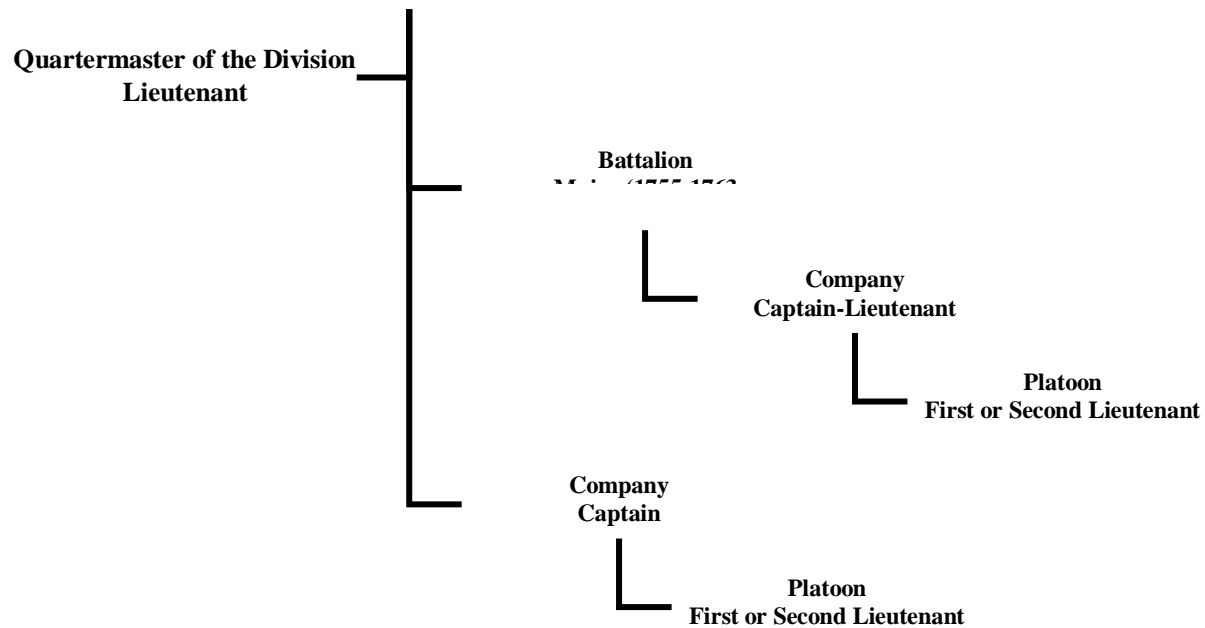 Quartermaster of the Division
Lieutenant
Battalion
Company
Captain-Lieutenant
Platoon
First or Second Lieutenant
Company
Captain
Platoon
First or Second Lieutenant